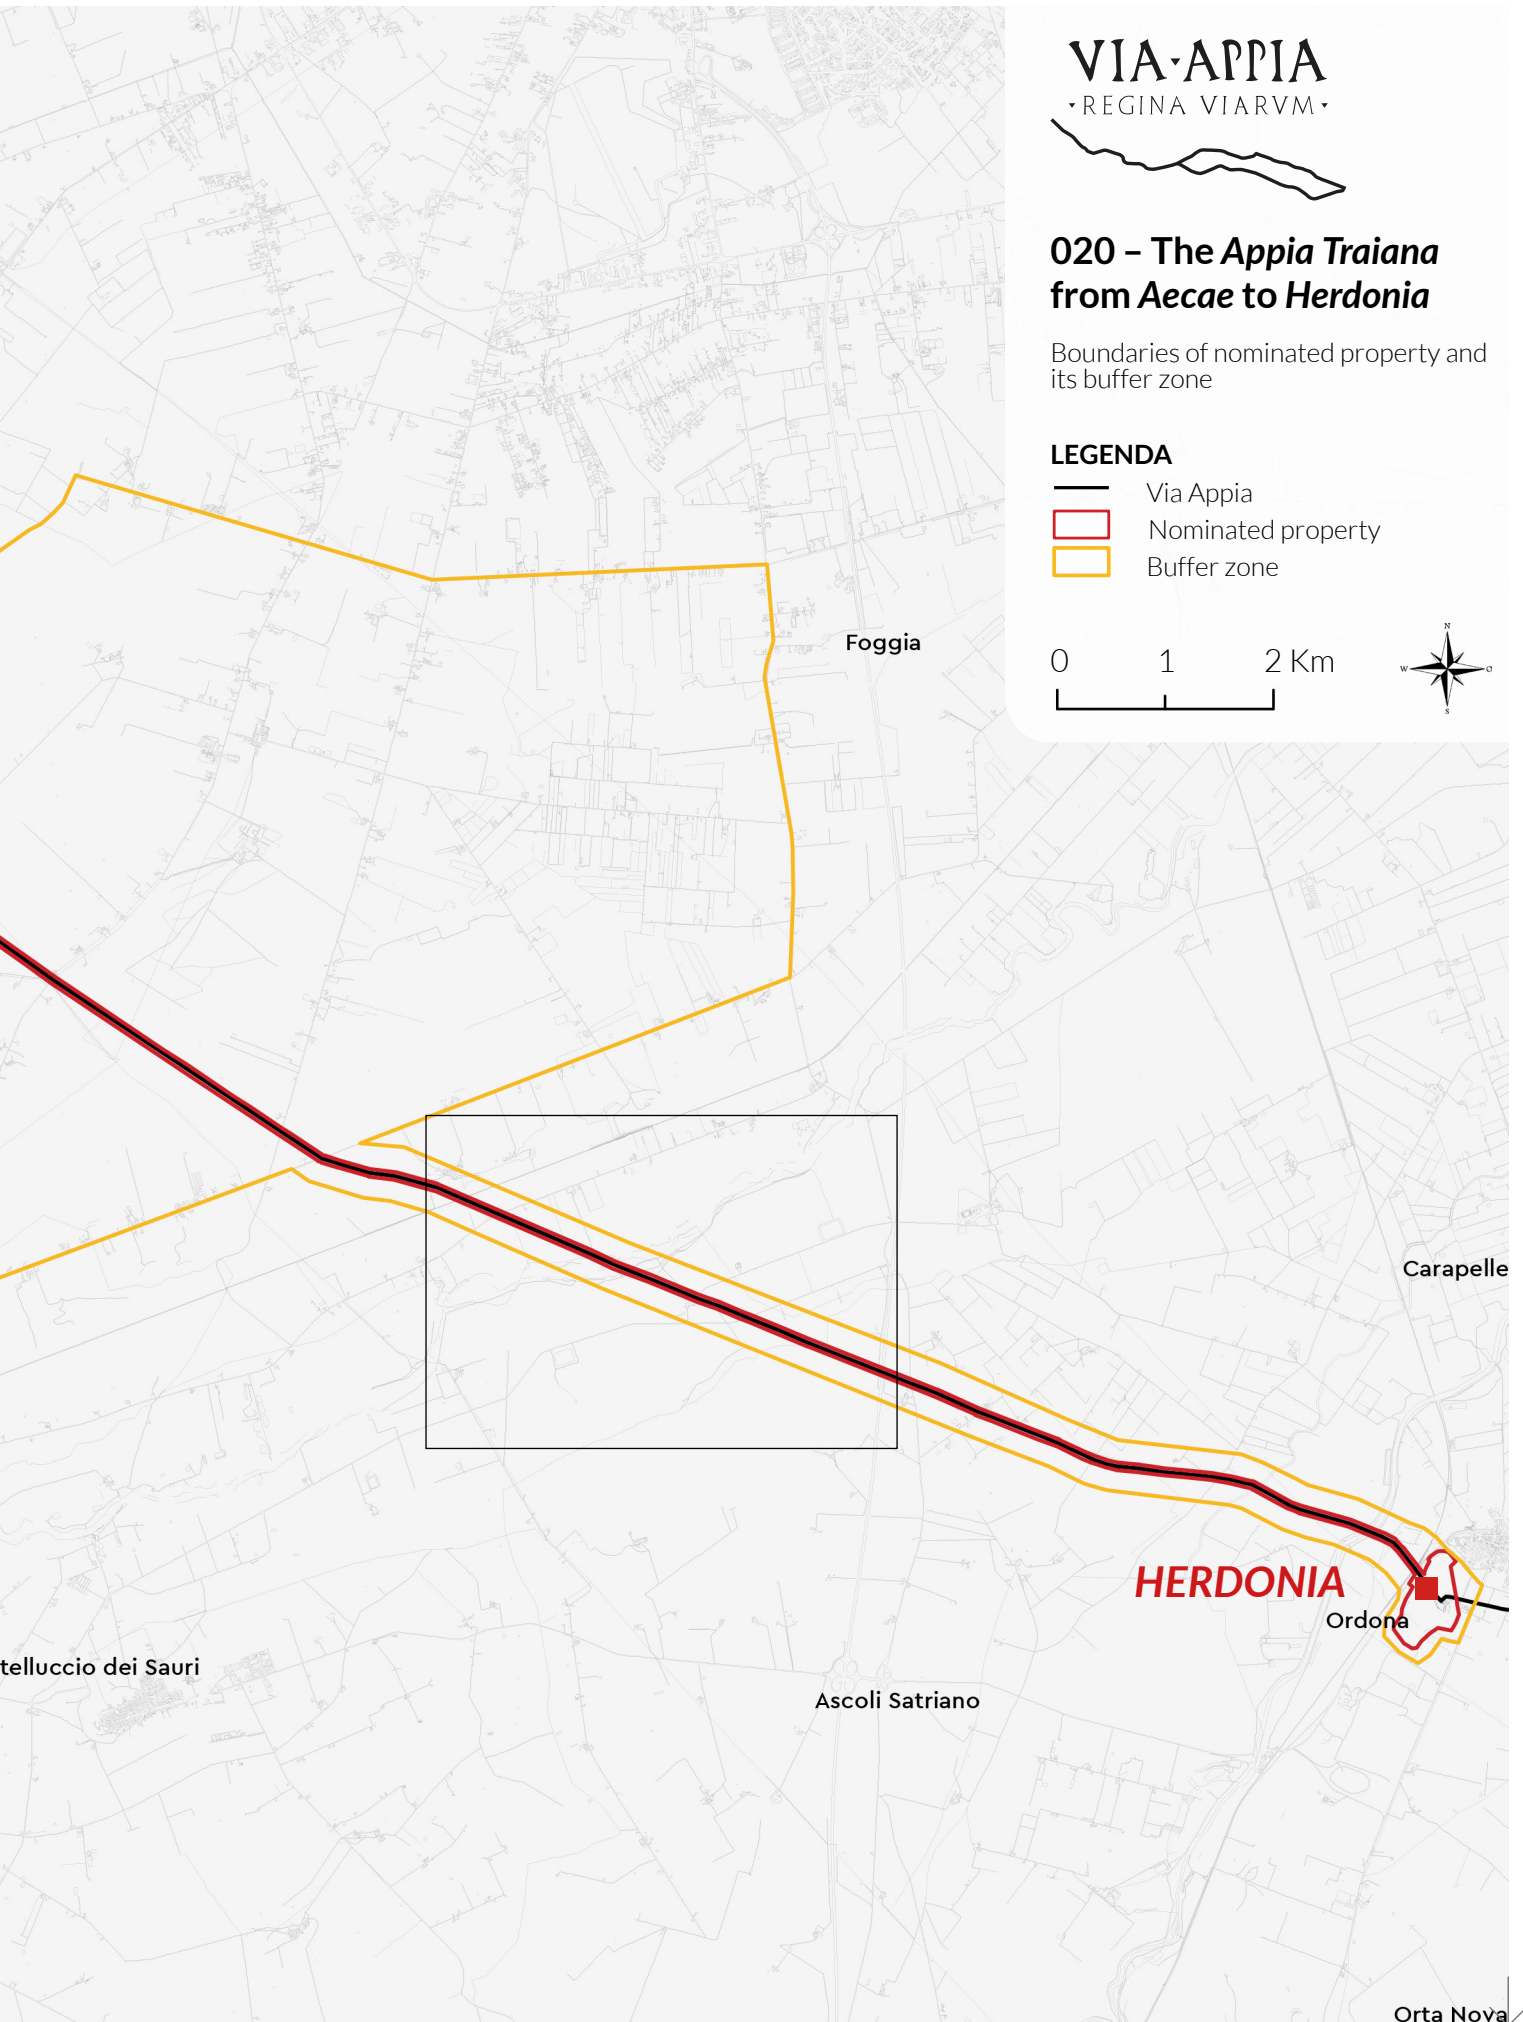 VIA·APPIA
·REGINA VIARVM·
020 – The Appia Traiana
from Aecae to Herdonia
Boundaries of nominated property and
its buffer zone
LEGENDA
Via Appia
Nominated property
Buffer zone
0 1 2 Km
N
W O
S
Foggia
Carapelle
HERDONIA
Ordona
telluccio dei Sauri
Ascoli Satriano
Orta Nova